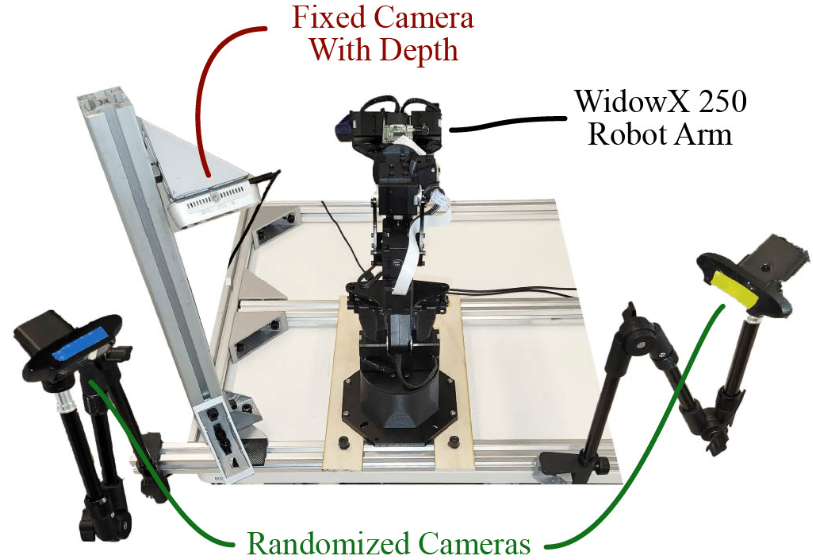 Fixed Camera
With Depth
WidowX 250
Robot Arm
Randomized Cameras